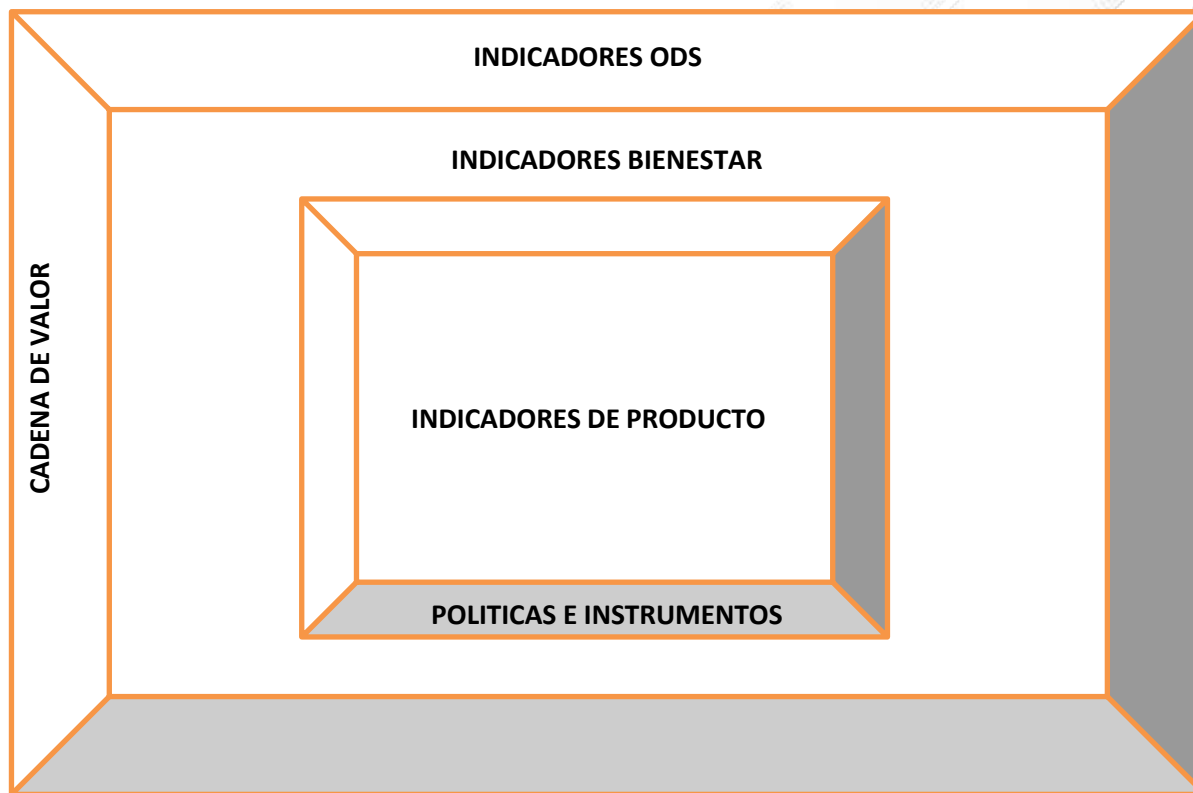 INDICADORES ODS
INDICADORES BIENESTAR
CADENA DE VALOR
INDICADORES DE PRODUCTO
POLITICAS E INSTRUMENTOS